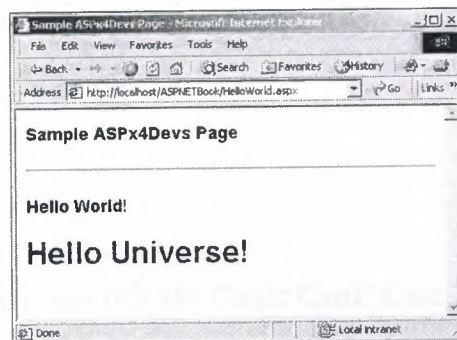 Sample ASPx4Devs Page - Microsoft Internet Explorer
File Edit View Favorites Tools Help
Back Search Favorites History
Address http://localhost/ASPNETBook/HelloWorld.aspx Go Links »
Sample ASPx4Devs Page
Hello World!
Hello Universe!
Done Local intranet